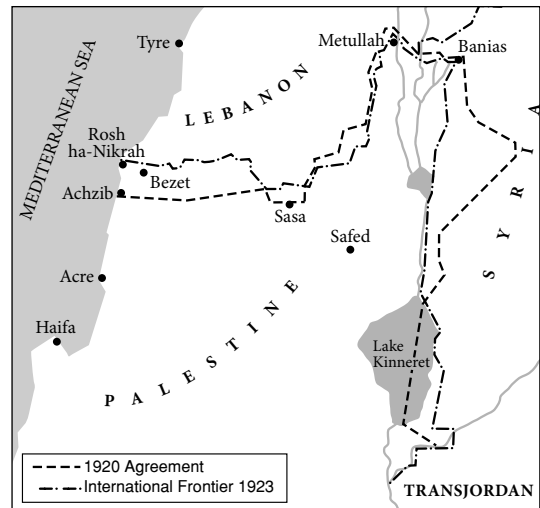 Tyre
Metullah
Banias
MEDITERRANEAN SEA
LEBANON
SYRIA
Rosh
ha-Nikrah
Bezet
Achzib
Sasa
Safed
Acre
PALESTINE
Haifa
Lake
Kinneret
1920 Agreement
International Frontier 1923
TRANSJORDAN